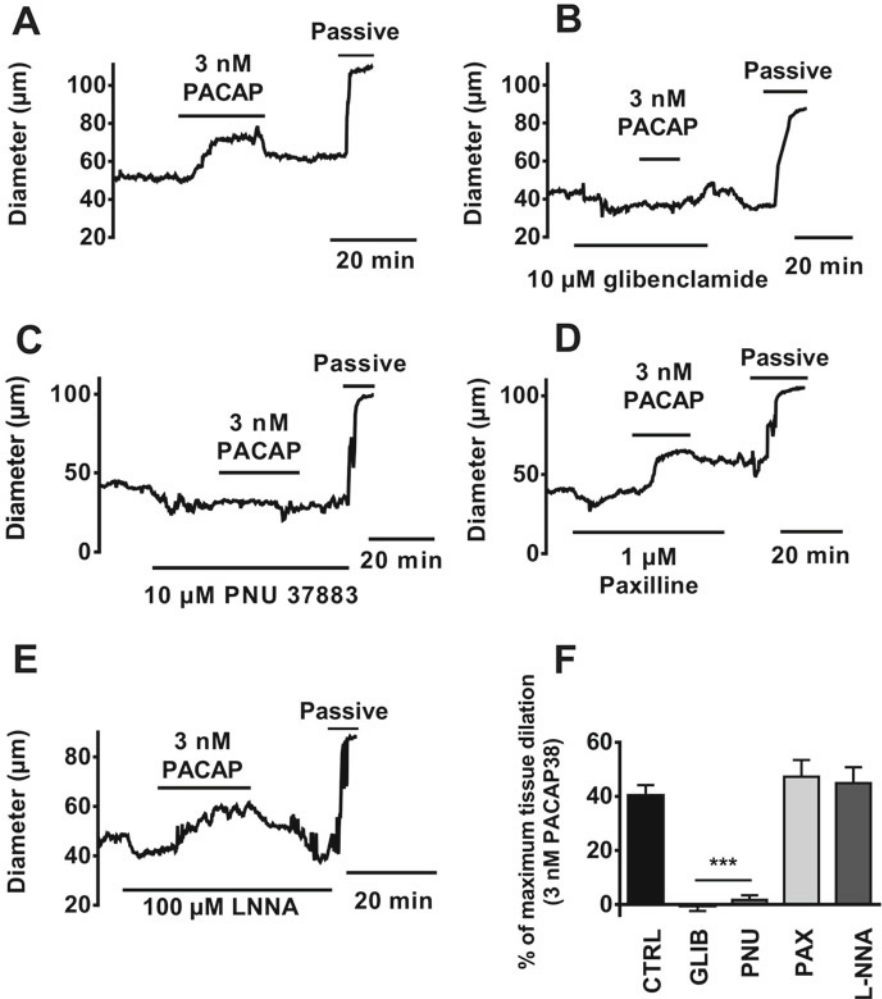 A
Diameter (µm)
100
80
60
40
20
3 nM
PACAP
Passive
20 min
B
Diameter (µm)
100
80
60
40
20
3 nM
PACAP
Passive
10 µM glibenclamide
20 min
C
Diameter (µm)
100
50
0
3 nM
PACAP
Passive
20 min
10 µM PNU 37883
D
Diameter (µm)
100
50
0
3 nM
PACAP
Passive
1 µM
Paxilline
20 min
E
Diameter (µm)
80
60
40
20
3 nM
PACAP
Passive
100 µM LNNA
20 min
F
% of maximum tissue dilation
(3 nM PACAP38)
60
40
20
0
***
CTRL
GLIB
PNU
PAX
L-NNA